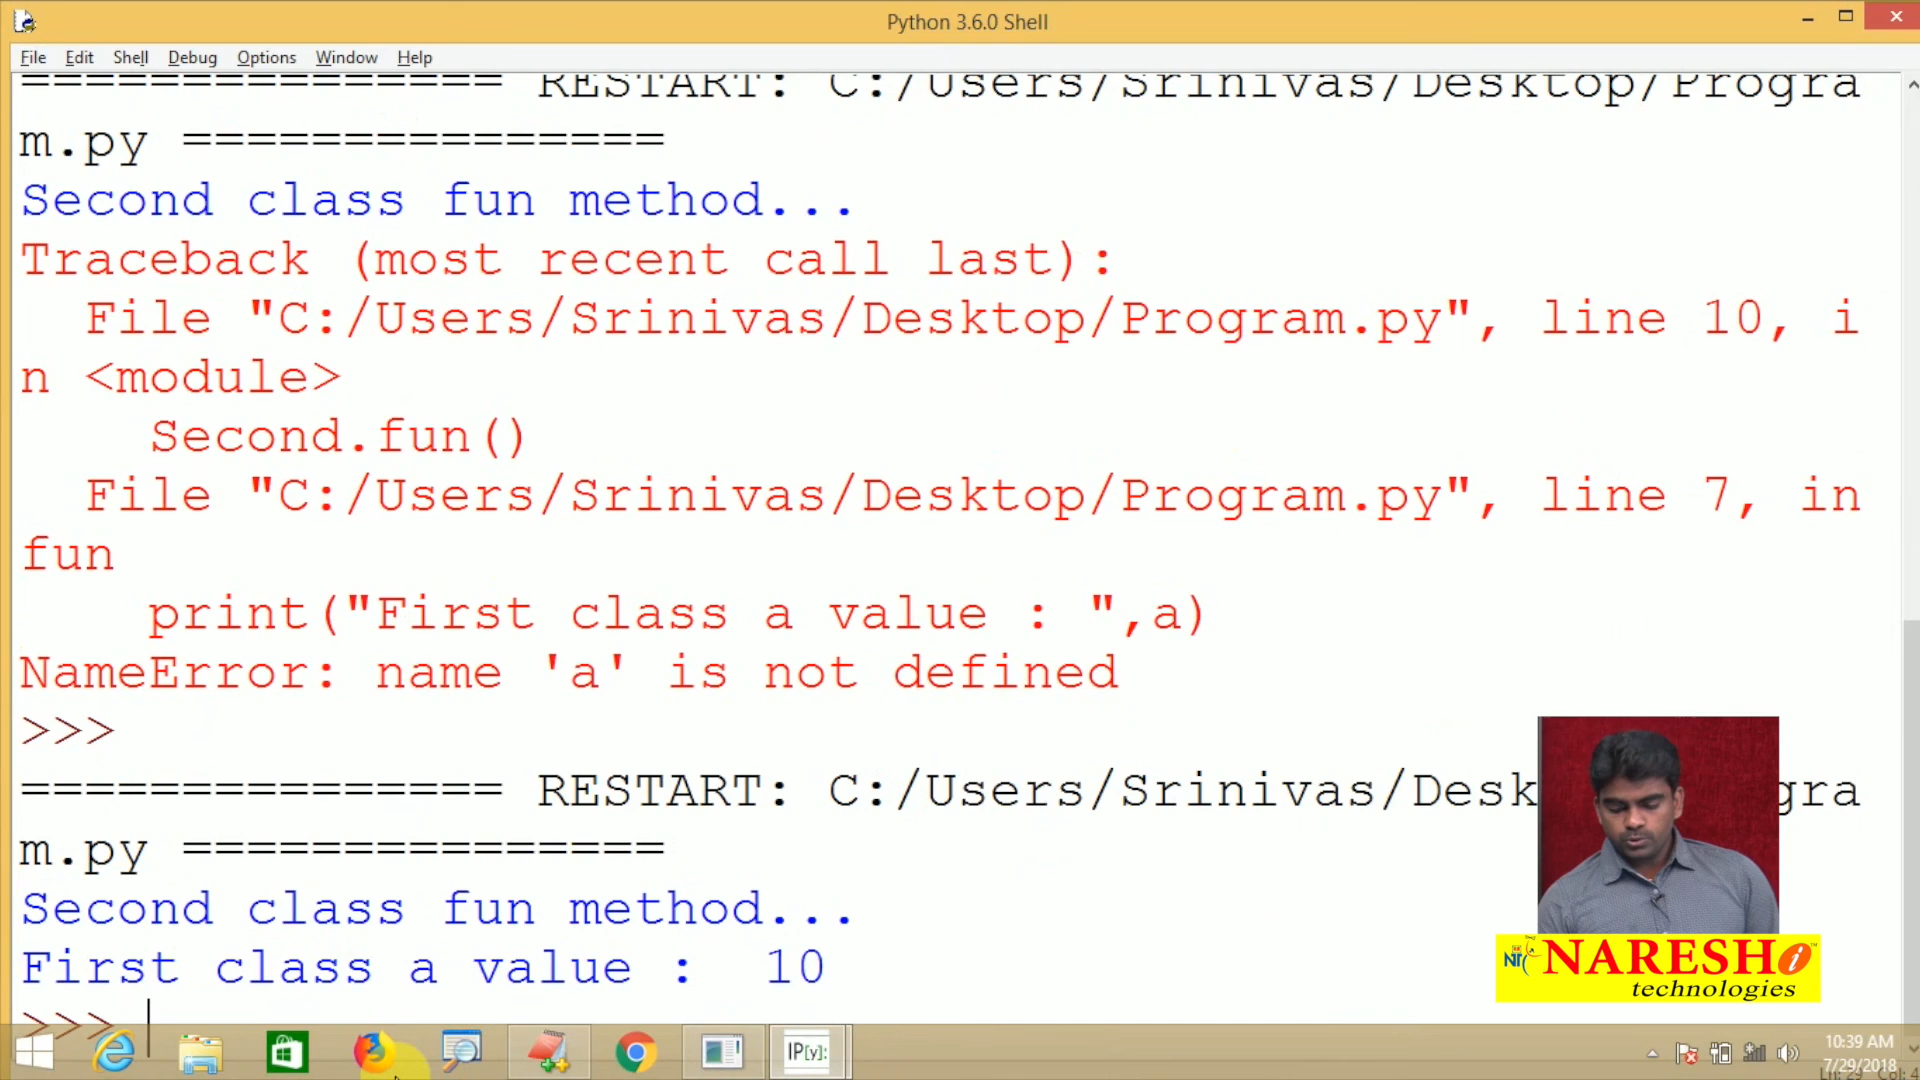 Python 3.6.0 Shell
File Edit Shell Debug Options Window Help
=============== RESTART: C:/Users/Srinivas/Desktop/Progra
m.py ===============
Second class fun method...
Traceback (most recent call last):
  File "C:/Users/Srinivas/Desktop/Program.py", line 10, i
n <module>
    Second.fun()
  File "C:/Users/Srinivas/Desktop/Program.py", line 7, in
fun
    print("First class a value : ",a)
NameError: name 'a' is not defined
>>>
=============== RESTART: C:/Users/Srinivas/Desk gra
m.py ===============
Second class fun method...
First class a value :  10
>>>
NT NARESH i
technologies
IP[y]:
10:39 AM
7/29/2018